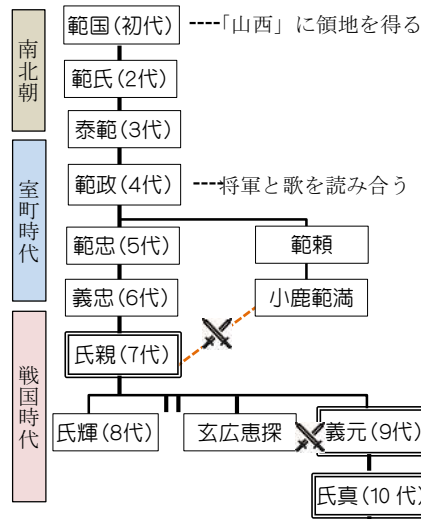 南北朝
範国(初代)
「山西」に領地を得る
範氏(2代)
泰範(3代)
室町時代
範政(4代)
将軍と歌を読み合う
範忠(5代)
範頼
義忠(6代)
小鹿範満
戦国時代
氏親(7代)
氏輝(8代)
玄広恵探
義元(9代)
氏真(10 代)